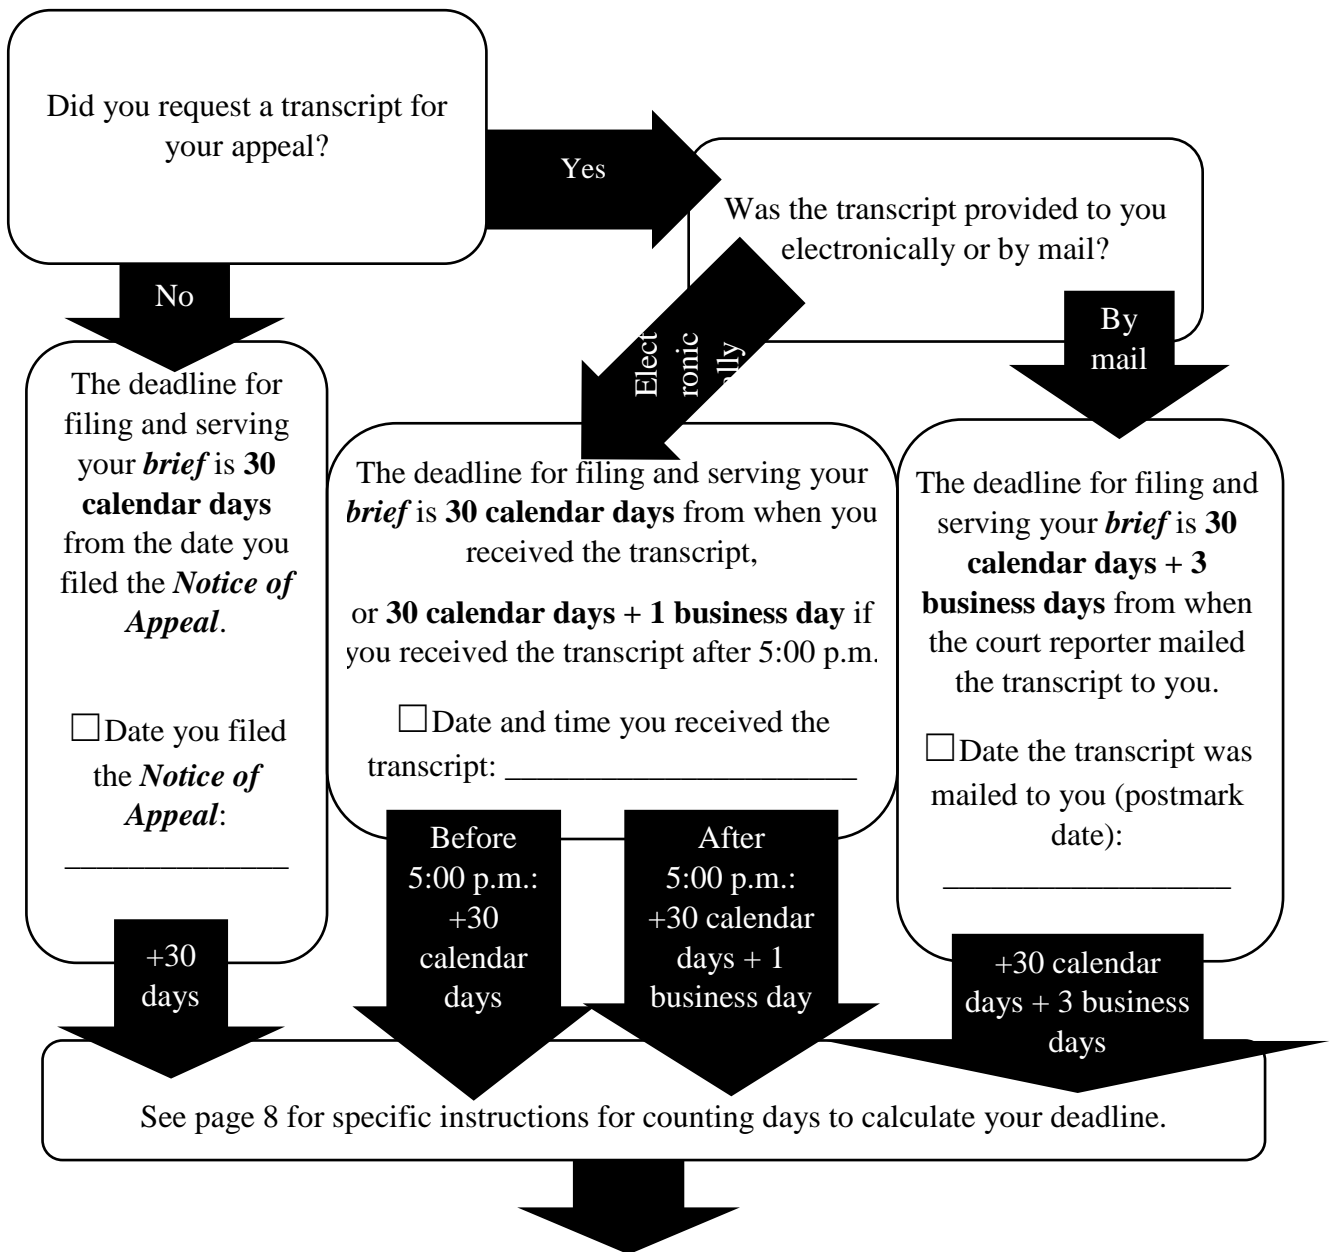 Did you request a transcript for
your appeal?
Yes
Was the transcript provided to you
electronically or by mail?
No
Elect
ronic
ally
By
mail
The deadline for
filing and serving
your brief is 30
calendar days
from the date you
filed the Notice of
Appeal.
☐Date you filed
the Notice of
Appeal:
______________
The deadline for filing and serving your
brief is 30 calendar days from when you
received the transcript,
or 30 calendar days + 1 business day if
you received the transcript after 5:00 p.m.
☐Date and time you received the
transcript: ______________________
The deadline for filing and
serving your brief is 30
calendar days + 3
business days from when
the court reporter mailed
the transcript to you.
☐Date the transcript was
mailed to you (postmark
date):
__________________
+30
days
Before
5:00 p.m.:
+30
calendar
days
After
5:00 p.m.:
+30 calendar
days + 1
business day
+30 calendar
days + 3 business
days
See page 8 for specific instructions for counting days to calculate your deadline.